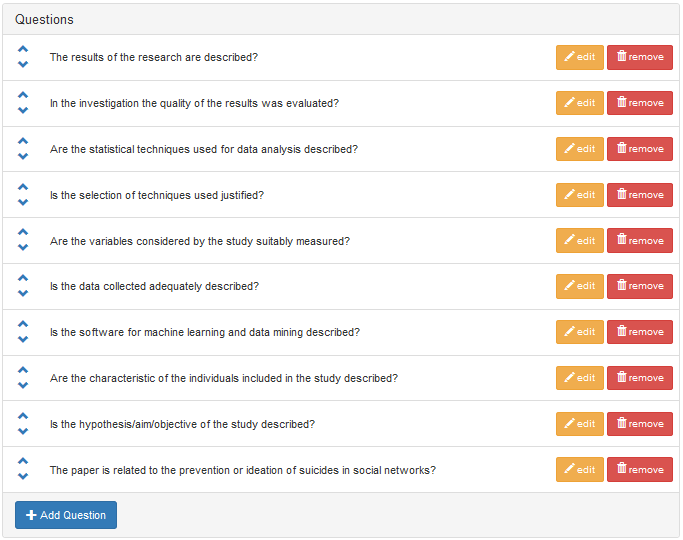 Questions
The results of the research are described? edit remove
In the investigation the quality of the results was evaluated? edit remove
Are the statistical techniques used for data analysis described? edit remove
Is the selection of techniques used justified? edit remove
Are the variables considered by the study suitably measured? edit remove
Is the data collected adequately described? edit remove
Is the software for machine learning and data mining described? edit remove
Are the characteristic of the individuals included in the study described? edit remove
Is the hypothesis/aim/objective of the study described? edit remove
The paper is related to the prevention or ideation of suicides in social networks? edit remove
Add Question